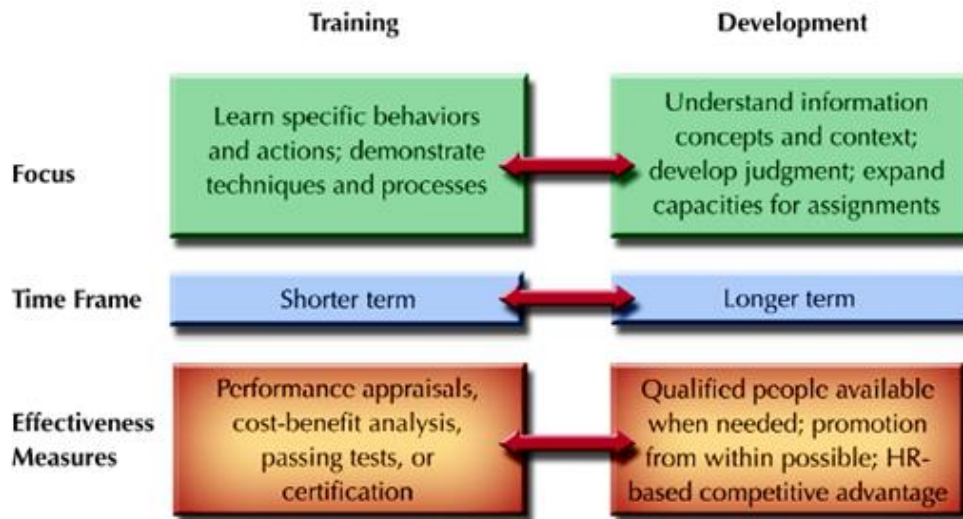 Training
Development
Focus
Learn specific behaviors
and actions; demonstrate
techniques and processes
Understand information
concepts and context;
develop judgment; expand
capacities for assignments
Time Frame
Shorter term
Longer term
Effectiveness
Measures
Performance appraisals,
cost-benefit analysis,
passing tests, or
certification
Qualified people available
when needed; promotion
from within possible; HR-
based competitive advantage